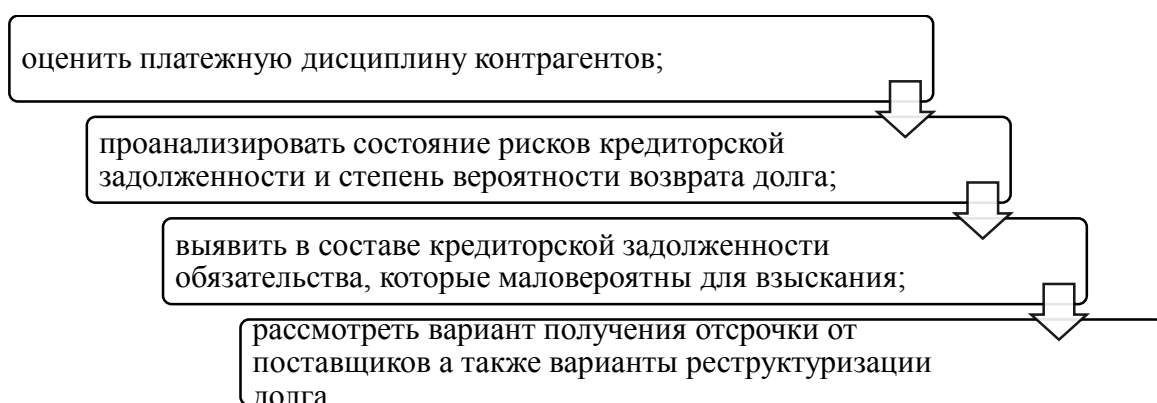 оценить платежную дисциплину контрагентов;
проанализировать состояние рисков кредиторской
задолженности и степень вероятности возврата долга;
выявить в составе кредиторской задолженности
обязательства, которые маловероятны для взыскания;
рассмотреть вариант получения отсрочки от
поставщиков а также варианты реструктуризации
долга